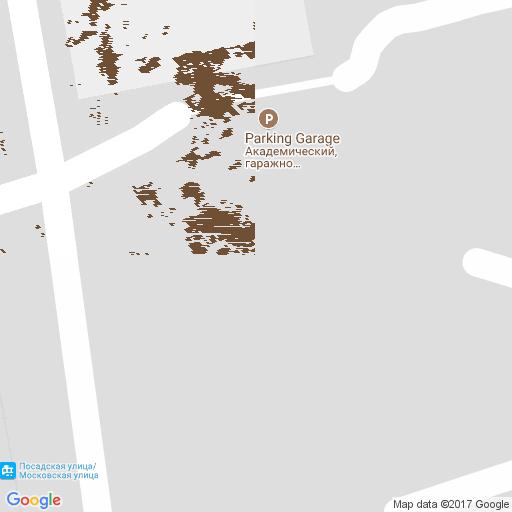 Parking Garage
Академический,
гаражно...
Посадская улица/
Московская улица
Google
Map data ©2017 Google